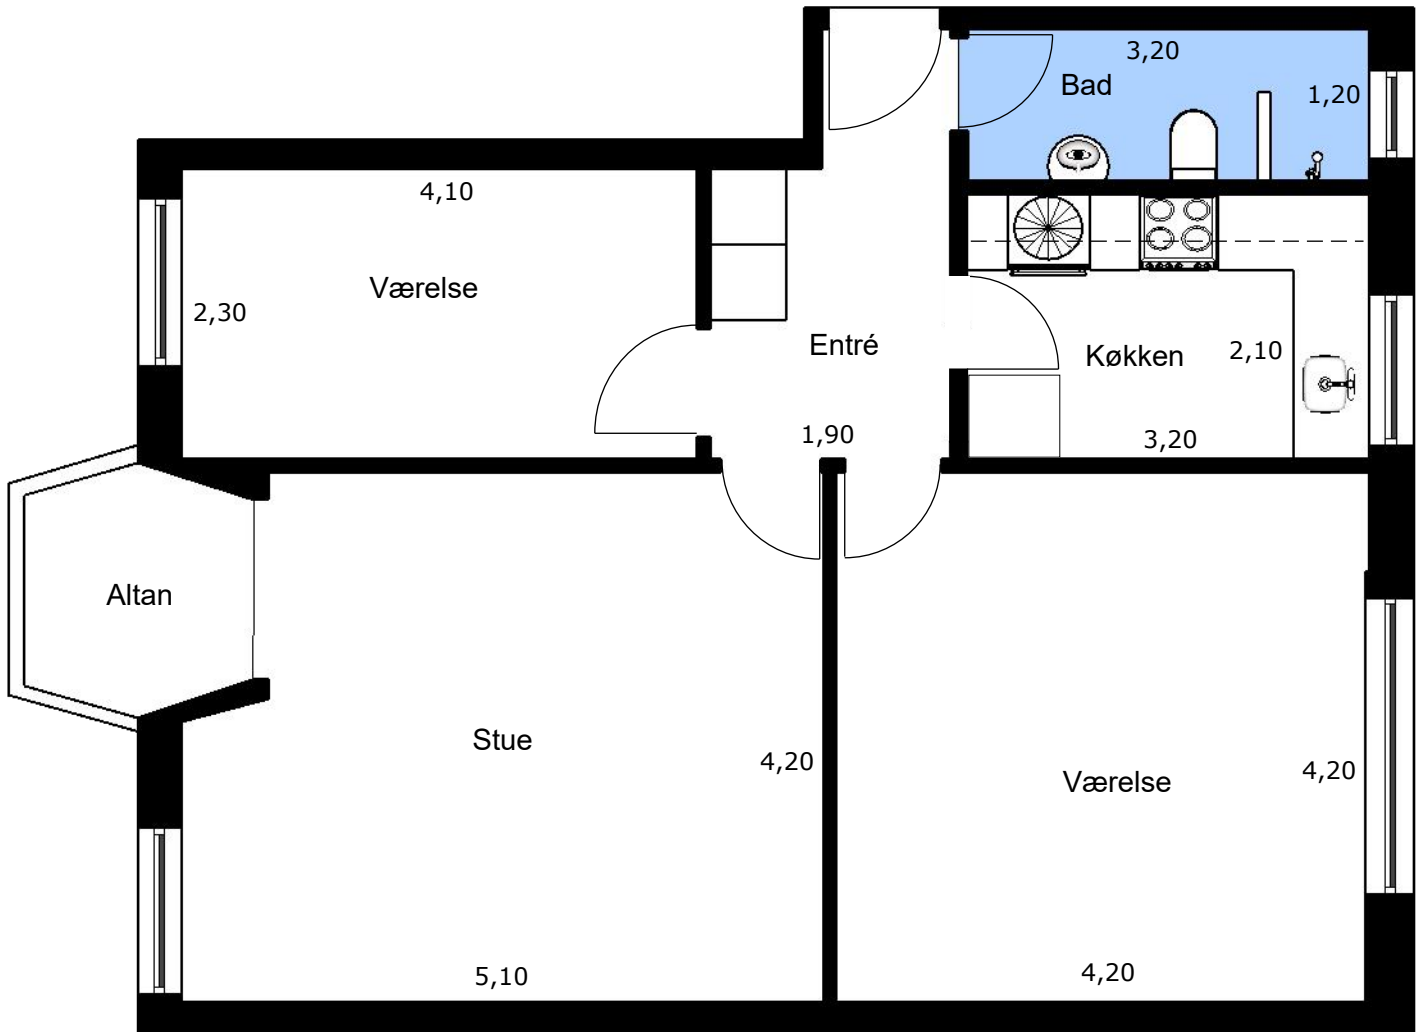 3,20
Bad
1,20
4,10
Værelse
2,30
Entré
Køkken
2,10
1,90
3,20
Altan
Stue
4,20
Værelse
4,20
5,10
4,20